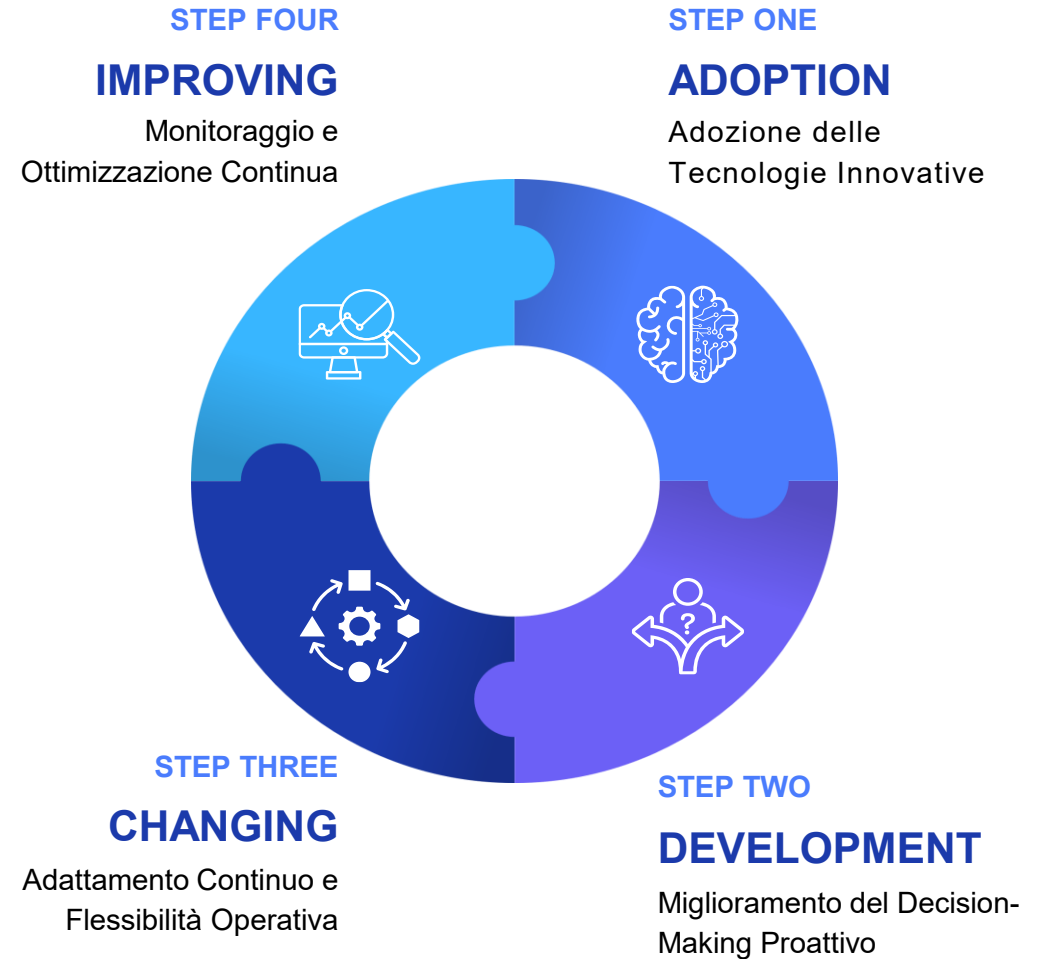 STEP FOUR
IMPROVING
Monitoraggio e
Ottimizzazione Continua
STEP ONE
ADOPTION
Adozione delle
Tecnologie Innovative
?
STEP THREE
CHANGING
Adattamento Continuo e
Flessibilità Operativa
STEP TWO
DEVELOPMENT
Miglioramento del Decision-
Making Proattivo